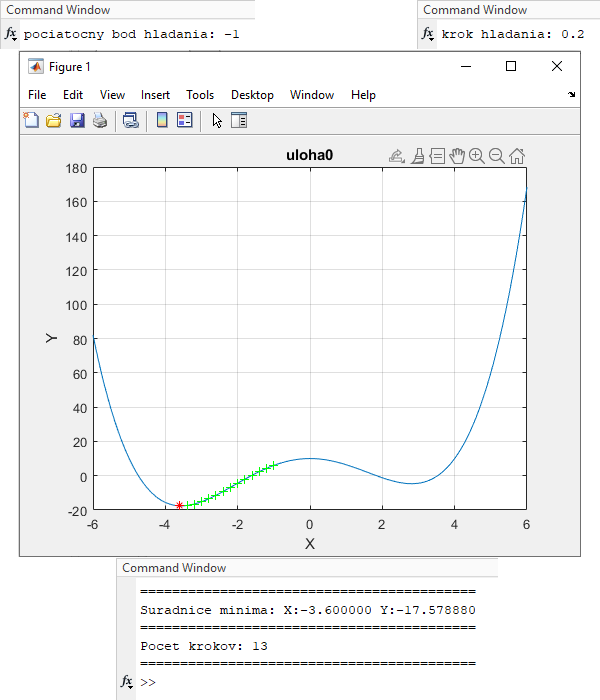 Command Window
fx pociatocny bod hladania: -1
Command Window
fx krok hladania: 0.2
Figure 1
File Edit View Insert Tools Desktop Window Help
uloha0
180
160
140
120
100
80
60
40
20
0
-20
Y
-6 -4 -2 0 2 4 6
X
Command Window
==========================================
Suradnice minima: X:-3.600000 Y:-17.578880
==========================================
Pocet krokov: 13
==========================================
fx >>